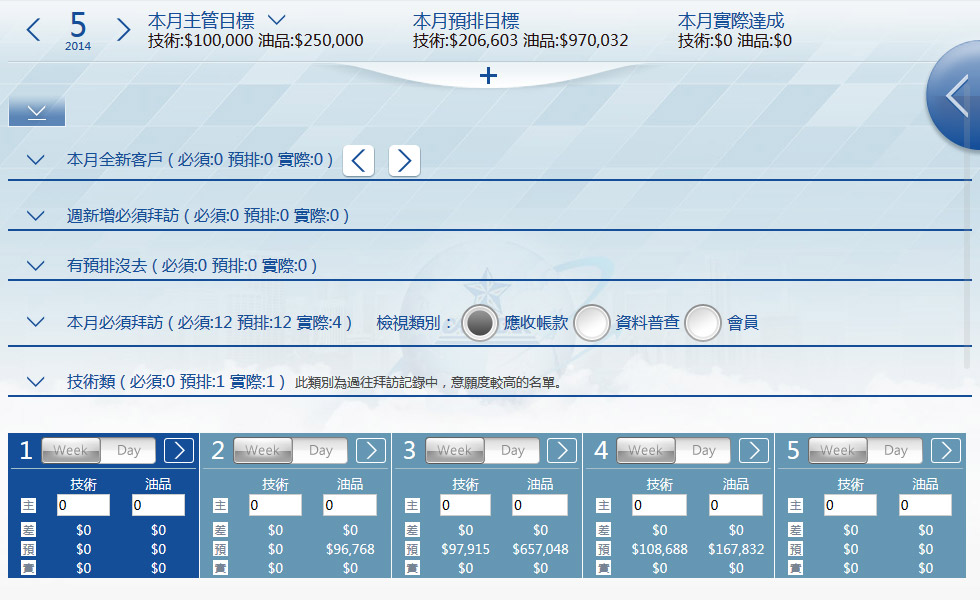 5
2014
本月主管目標
技術:$100,000 油品:$250,000
本月預排目標
技術:$206,603 油品:$970,032
本月實際達成
技術:$0 油品:$0
+
本月全新客戶 ( 必須:0 預排:0 實際:0 )
週新增必須拜訪 ( 必須:0 預排:0 實際:0 )
有預排沒去 ( 必須:0 預排:0 實際:0 )
本月必須拜訪 ( 必須:12 預排:12 實際:4 ) 檢視類別： 應收帳款 資料普查 會員
技術類 ( 必須:0 預排:1 實際:1 ) 此類別為過往拜訪記錄中，意願度較高的名單。
1 Week Day
技術 油品
主 0 0
差 $0 $0
預 $0 $0
實 $0 $0
2 Week Day
技術 油品
主 0 0
差 $0 $0
預 $0 $96,768
實 $0 $0
3 Week Day
技術 油品
主 0 0
差 $0 $0
預 $97,915 $657,048
實 $0 $0
4 Week Day
技術 油品
主 0 0
差 $0 $0
預 $108,688 $167,832
實 $0 $0
5 Week Day
技術 油品
主 0 0
差 $0 $0
預 $0 $0
實 $0 $0